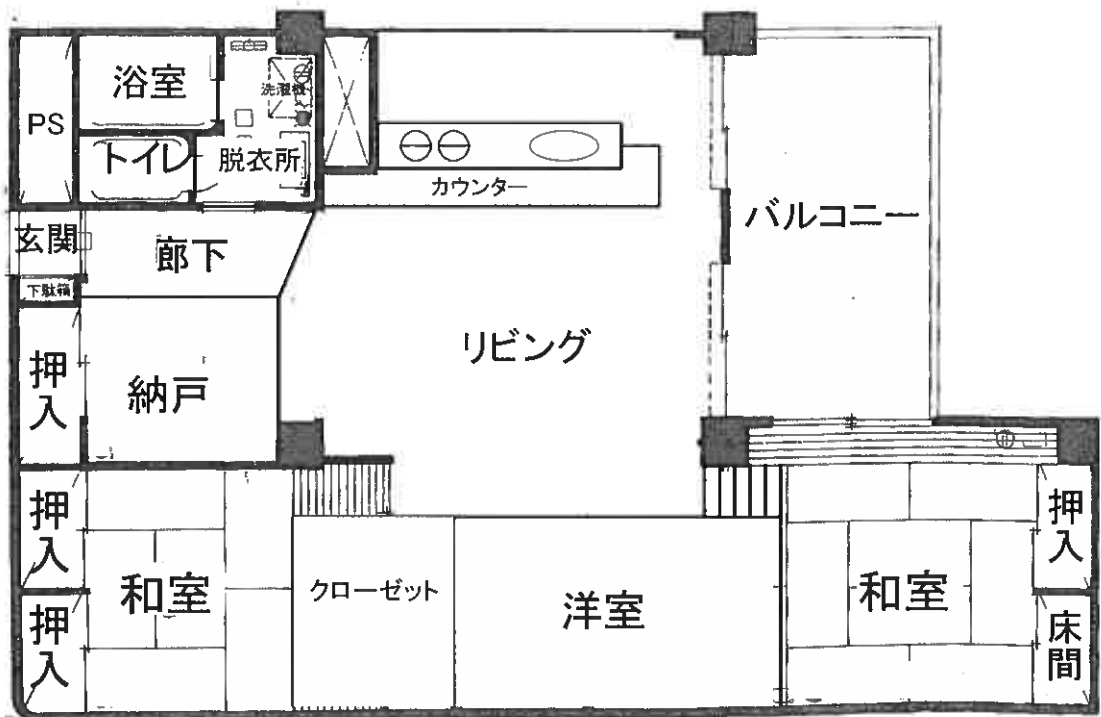 浴室
洗濯機
PS
トイレ
脱衣所
カウンター
バルコニー
玄関
廊下
下駄箱
リビング
押入
納戸
押入
和室
クローゼット
洋室
和室
押入
押入
床間